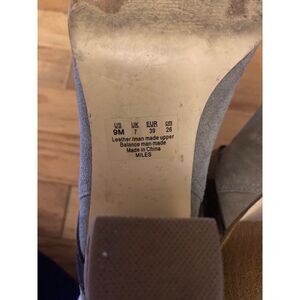 US UK EUR cm
9M 7 39 26
Leather /man made upper
Balance man made
Made in China
MILES